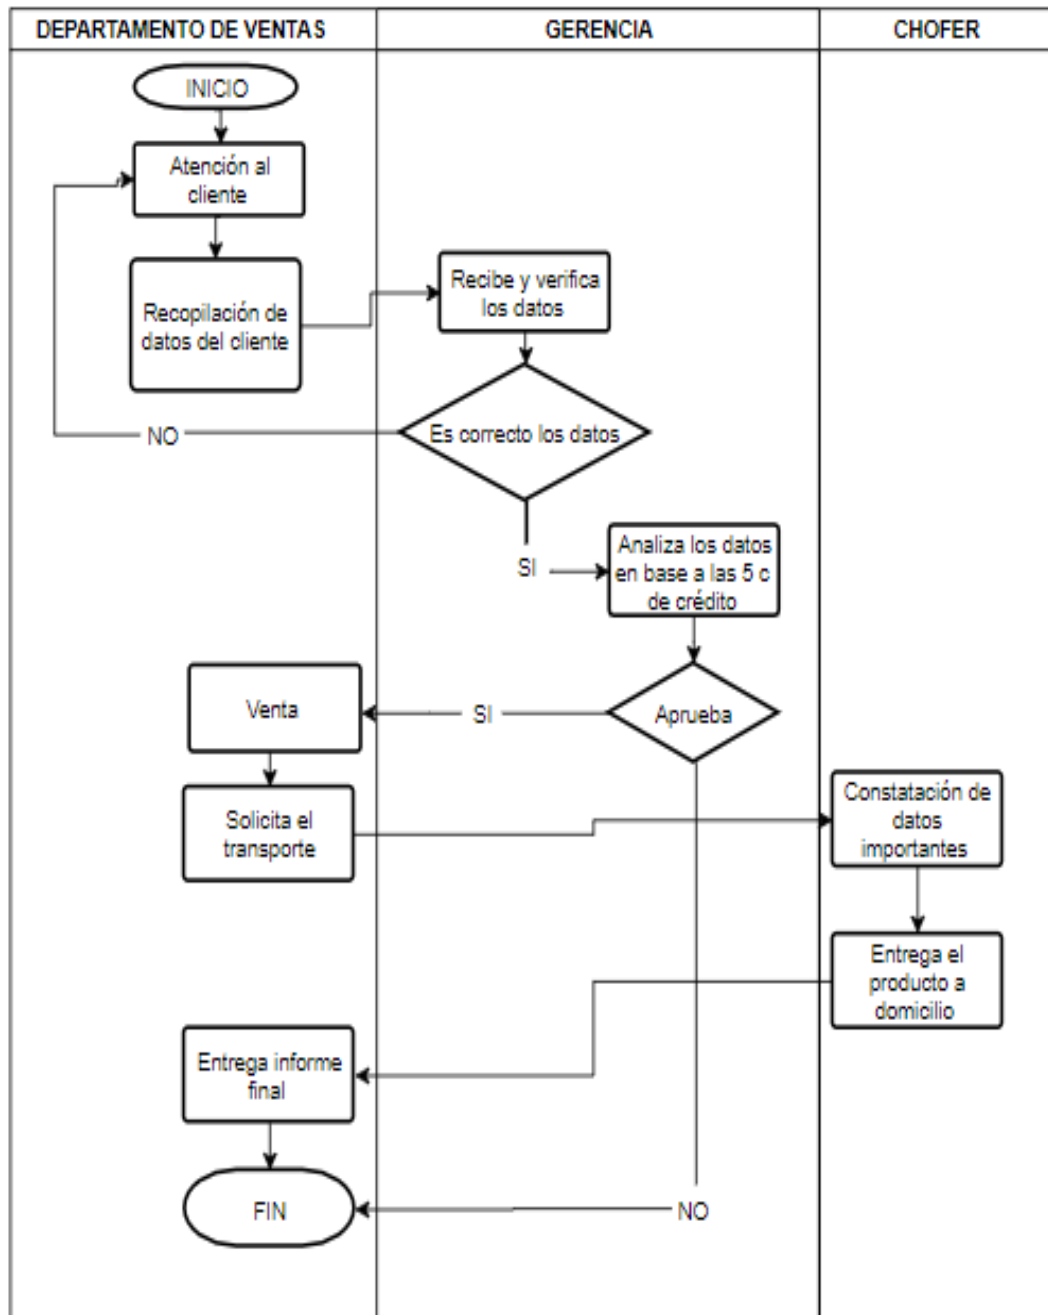 DEPARTAMENTO DE VENTAS
GERENCIA
CHOFER
INICIO
Atención al
cliente
Recopilación de
datos del cliente
Recibe y verifica
los datos
Es correcto los datos
NO
SI
Analiza los datos
en base a las 5 c
de crédito
Aprueba
SI
Venta
Solicita el
transporte
Constatación de
datos
importantes
Entrega el
producto a
domicilio
Entrega informe
final
NO
FIN